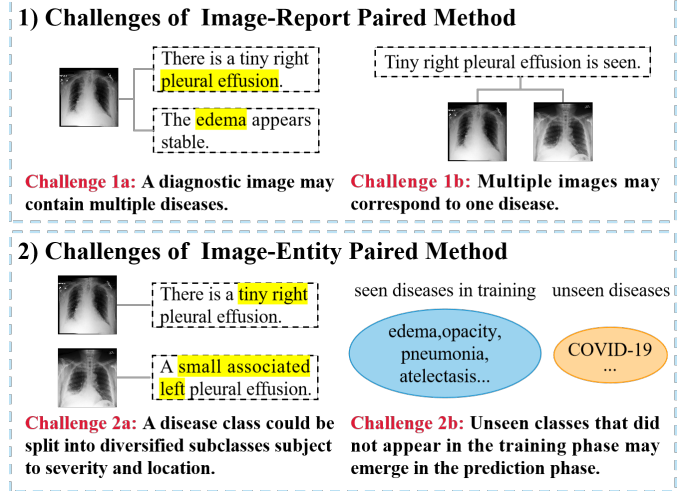 1) Challenges of Image-Report Paired Method
There is a tiny right
pleural effusion.
The edema appears
stable.
Challenge 1a: A diagnostic image may
contain multiple diseases.
Tiny right pleural effusion is seen.
Challenge 1b: Multiple images may
correspond to one disease.
2) Challenges of Image-Entity Paired Method
There is a tiny right
pleural effusion.
A small associated
left pleural effusion.
Challenge 2a: A disease class could be
split into diversified subclasses subject
to severity and location.
seen diseases in training
unseen diseases
edema,opacity,
pneumonia,
atelectasis...
COVID-19
...
Challenge 2b: Unseen classes that did
not appear in the training phase may
emerge in the prediction phase.